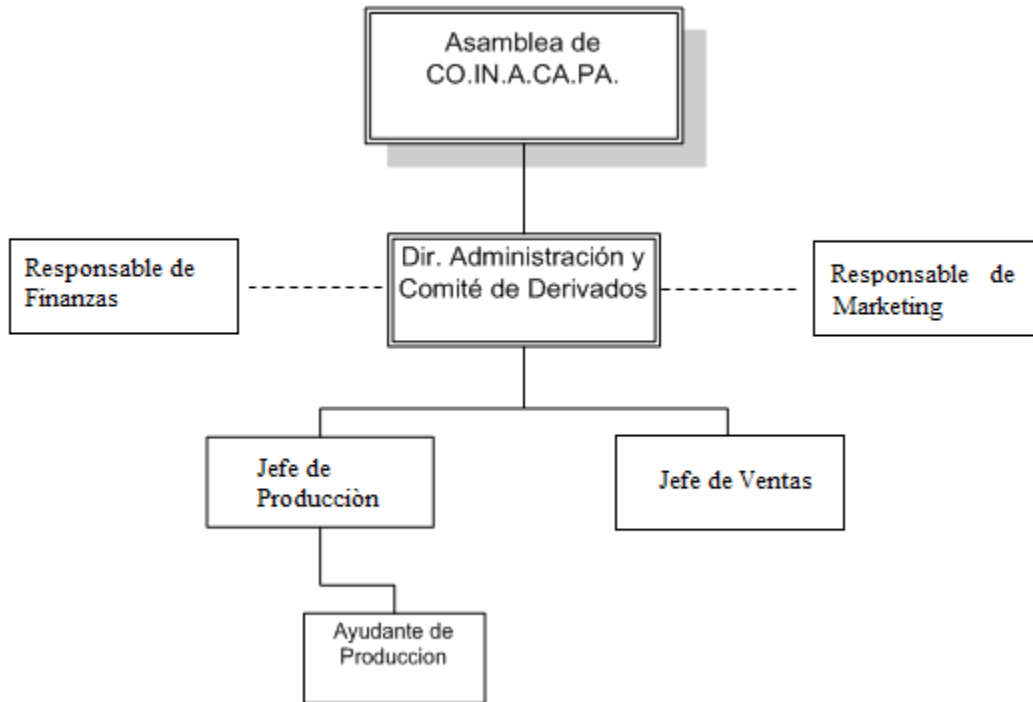 Asamblea de
CO.IN.A.CA.PA.
Responsable de
Finanzas
Dir. Administración y
Comité de Derivados
Responsable de
Marketing
Jefe de
Producciòn
Jefe de Ventas
Ayudante de
Produccion